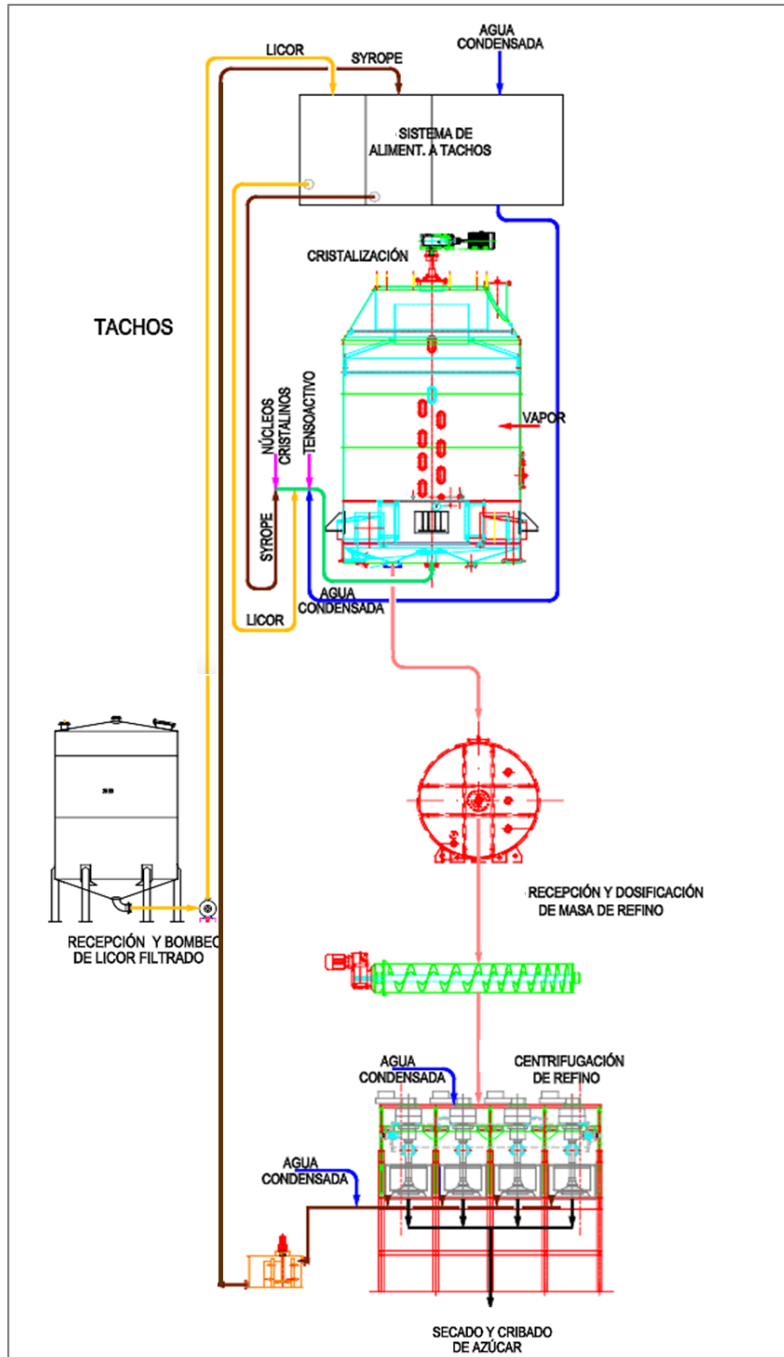 LICOR
SYROPE
AGUA
CONDENSADA
SISTEMA DE
ALIMENT. A TACHOS
CRISTALIZACIÓN
TACHOS
NÚCLEOS
CRISTALINOS
TENSOACTIVO
VAPOR
SYROPE
AGUA
CONDENSADA
LICOR
RECEPCIÓN Y DOSIFICACIÓN
DE MASA DE REFINO
RECEPCIÓN Y BOMBEO
DE LICOR FILTRADO
AGUA
CONDENSADA
CENTRIFUGACIÓN
DE REFINO
AGUA
CONDENSADA
SECADO Y CRIBADO
DE AZÚCAR